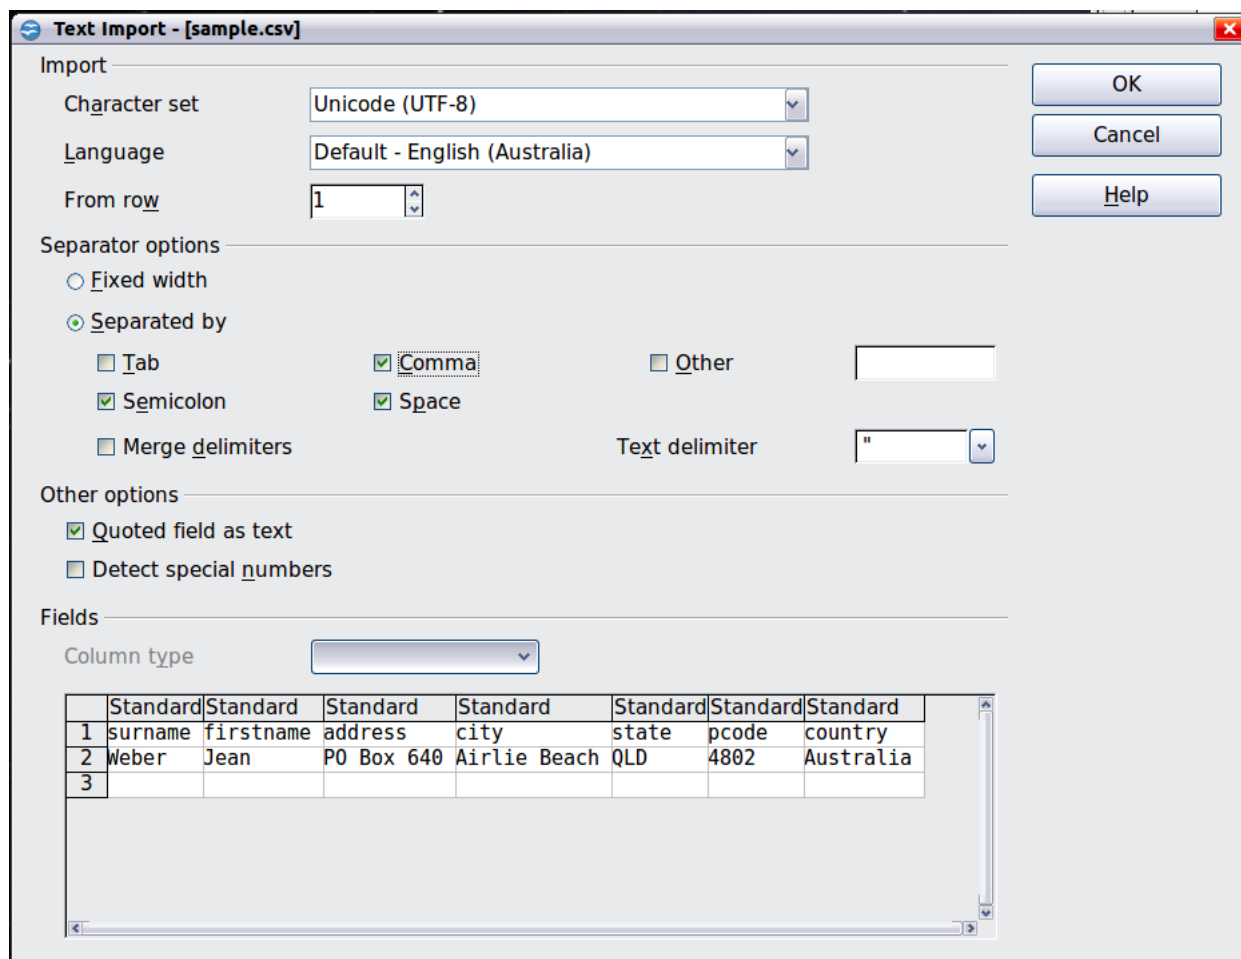 Text Import - [sample.csv]
Import
OK
Character set Unicode (UTF-8)
Cancel
Language Default - English (Australia)
From row 1
Help
Separator options
Fixed width
Separated by
Tab Comma Other
Semicolon Space
Merge delimiters Text delimiter "
Other options
Quoted field as text
Detect special numbers
Fields
Column type
Standard Standard Standard Standard Standard Standard Standard
1 surname firstname address city state pcode country
2 Weber Jean PO Box 640 Airlie Beach QLD 4802 Australia
3